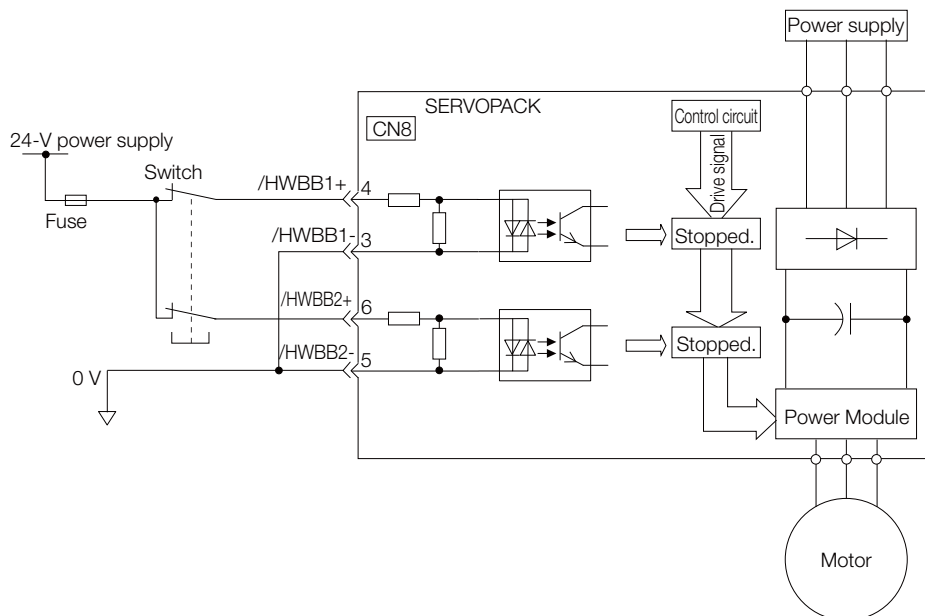 Power supply
SERVOPACK
CN8
Control circuit
Drive signal
24-V power supply
Switch
Fuse
/HWBB1+
4
/HWBB1-
3
Stopped.
/HWBB2+
6
/HWBB2-
5
Stopped.
0 V
Power Module
Motor